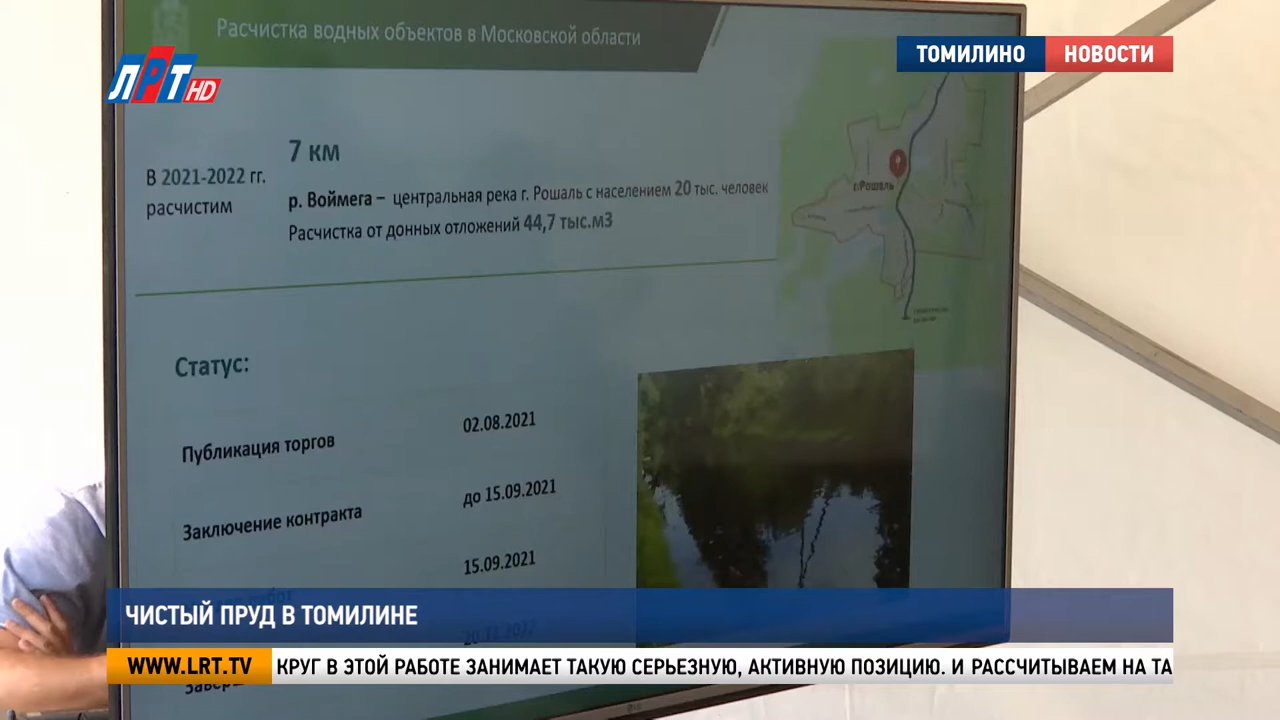 Расчистка водных объектов в Московской области
ЛРТ HD
ТОМИЛИНО НОВОСТИ
7 км
В 2021-2022 гг.
расчистим
р. Воймега – центральная река г. Рошаль с населением 20 тыс. человек
Расчистка от донных отложений 44,7 тыс.м3
г.Рошаль
Статус:
Публикация торгов 02.08.2021
Заключение контракта до 15.09.2021
15.09.2021
ЧИСТЫЙ ПРУД В ТОМИЛИНЕ
WWW.LRT.TV КРУГ В ЭТОЙ РАБОТЕ ЗАНИМАЕТ ТАКУЮ СЕРЬЕЗНУЮ, АКТИВНУЮ ПОЗИЦИЮ. И РАССЧИТЫВАЕМ НА ТА
LG